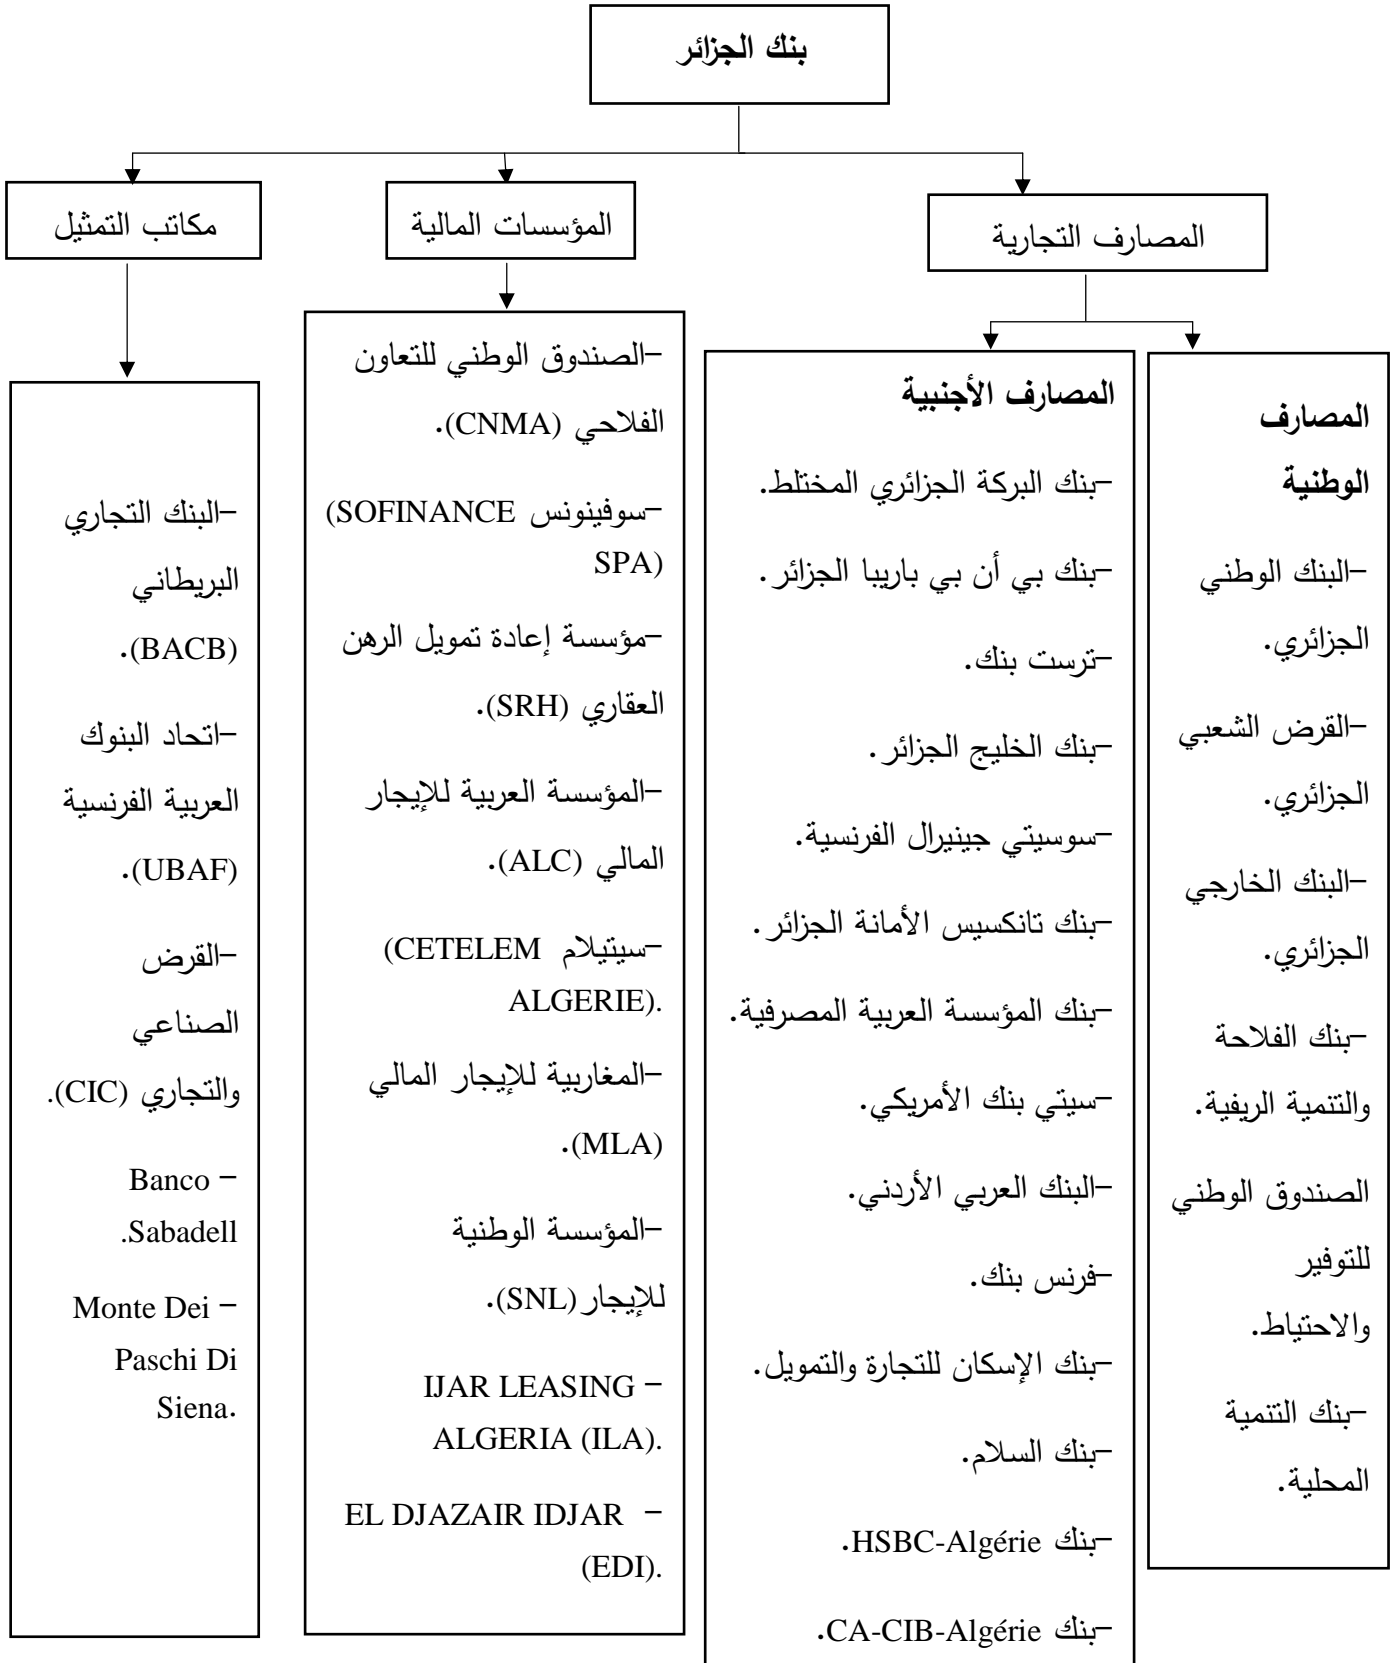 بنك الجزائر
المصارف التجارية
المؤسسات المالية
مكاتب التمثيل
المصارف
الوطنية
–البنك الوطني
الجزائري.
–القرض الشعبي
الجزائري.
–البنك الخارجي
الجزائري.
–بنك الفلاحة
والتنمية الريفية.
الصندوق الوطني
للتوفير
والاحتياط.
–بنك التنمية
المحلية.
المصارف الأجنبية
–بنك البركة الجزائري المختلط.
–بنك بي أن بي باريبا الجزائر.
–ترست بنك.
–بنك الخليج الجزائر.
–سوسيتي جينيرال الفرنسية.
–بنك تانكسيس الأمانة الجزائر.
–بنك المؤسسة العربية المصرفية.
–سيتي بنك الأمريكي.
–البنك العربي الأردني.
–فرنس بنك.
–بنك الإسكان للتجارة والتمويل.
–بنك السلام.
–بنك HSBC-Algérie.
–بنك CA-CIB-Algérie.
–الصندوق الوطني للتعاون
الفلاحي (CNMA).
–سوفينونس (SOFINANCE
SPA)
–مؤسسة إعادة تمويل الرهن
العقاري (SRH).
–المؤسسة العربية للإيجار
المالي (ALC).
–سيتيلام (CETELEM
ALGERIE).
–المغاربية للإيجار المالي
(MLA).
–المؤسسة الوطنية
للإيجار (SNL).
– IJAR LEASING
ALGERIA (ILA).
– EL DJAZAIR IDJAR
(EDI).
–البنك التجاري
البريطاني
(BACB).
–اتحاد البنوك
العربية الفرنسية
(UBAF).
–القرض
الصناعي
والتجاري (CIC).
– Banco
Sabadell.
– Monte Dei
Paschi Di
Siena.